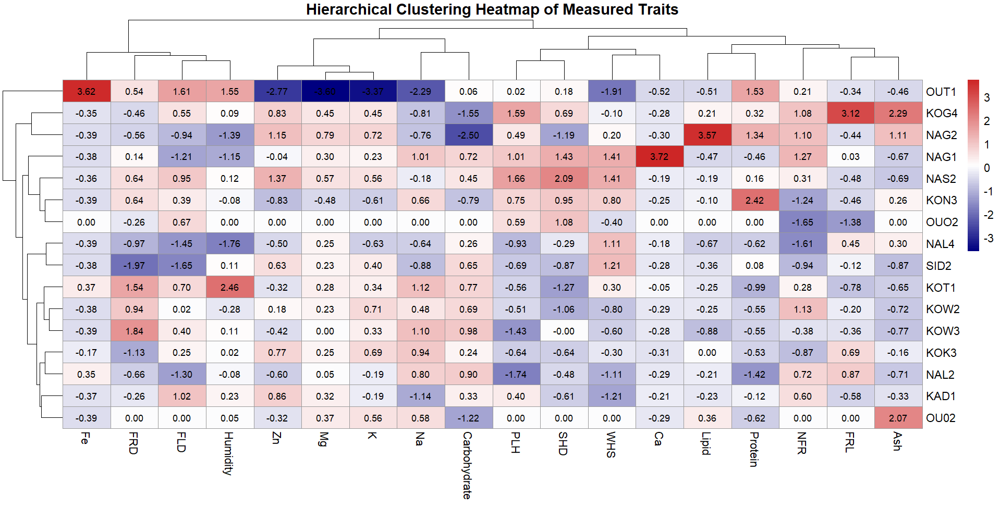 Hierarchical Clustering Heatmap of Measured Traits
3.62 0.54 1.61 1.55 -2.77 -3.60 -3.37 -2.29 0.06 0.02 0.18 -1.91 -0.52 -0.51 1.53 0.21 -0.34 -0.46 OUT1
-0.35 -0.46 0.55 0.09 0.83 0.45 0.45 -0.81 -1.55 1.59 0.69 -0.10 -0.28 0.21 0.32 1.08 3.12 2.29 KOG4
-0.39 -0.56 -0.94 -1.39 1.15 0.79 0.72 -0.76 -2.50 0.49 -1.19 0.20 -0.30 3.57 1.34 1.10 -0.44 1.11 NAG2
-0.38 0.14 -1.21 -1.15 -0.04 0.30 0.23 1.01 0.72 1.01 1.43 1.41 3.72 -0.47 -0.46 1.27 0.03 -0.67 NAG1
-0.36 0.64 0.95 0.12 1.37 0.57 0.56 -0.18 0.45 1.66 2.09 1.41 -0.19 -0.19 0.16 0.31 -0.48 -0.69 NAS2
-0.39 0.64 0.39 -0.08 -0.83 -0.48 -0.61 0.66 -0.79 0.75 0.95 0.80 -0.25 -0.10 2.42 -1.24 -0.46 0.26 KON3
0.00 -0.26 0.67 0.00 0.00 0.00 0.00 0.00 0.00 0.59 1.08 -0.40 0.00 0.00 0.00 -1.65 -1.38 0.00 OUO2
-0.39 -0.97 -1.45 -1.76 -0.50 0.25 -0.63 -0.64 0.26 -0.93 -0.29 1.11 -0.18 -0.67 -0.62 -1.61 0.45 0.30 NAL4
-0.38 -1.97 -1.65 0.11 0.63 0.23 0.40 -0.88 0.65 -0.69 -0.87 1.21 -0.28 -0.36 0.08 -0.94 -0.12 -0.87 SID2
0.37 1.54 0.70 2.46 -0.32 0.28 0.34 1.12 0.77 -0.56 -1.27 0.30 -0.05 -0.25 -0.99 0.28 -0.78 -0.65 KOT1
-0.38 0.94 0.02 -0.28 0.18 0.23 0.71 0.48 0.69 -0.51 -1.06 -0.80 -0.29 -0.25 -0.55 1.13 -0.20 -0.72 KOW2
-0.39 1.84 0.40 0.11 -0.42 0.00 0.33 1.10 0.98 -1.43 -0.00 -0.60 -0.28 -0.88 -0.55 -0.38 -0.36 -0.77 KOW3
-0.17 -1.13 0.25 0.02 0.77 0.25 0.69 0.94 0.24 -0.64 -0.64 -0.30 -0.31 0.00 -0.53 -0.87 0.69 -0.16 KOK3
0.35 -0.66 -1.30 -0.08 -0.60 0.05 -0.19 0.80 0.90 -1.74 -0.48 -1.11 -0.29 -0.21 -1.42 0.72 0.87 -0.71 NAL2
-0.37 -0.26 1.02 0.23 0.86 0.32 -0.19 -1.14 0.33 0.40 -0.61 -1.21 -0.21 -0.23 -0.12 0.60 -0.58 -0.33 KAD1
-0.39 0.00 0.00 0.05 -0.32 0.37 0.56 0.58 -1.22 0.00 0.00 0.00 -0.29 0.36 -0.62 0.00 0.00 2.07 OU02
Fe FRD FLD Humidity Zn Mg K Na Carbohydrate PLH SHD WHS Ca Lipid Protein NFR FRL Ash
3
2
1
0
-1
-2
-3